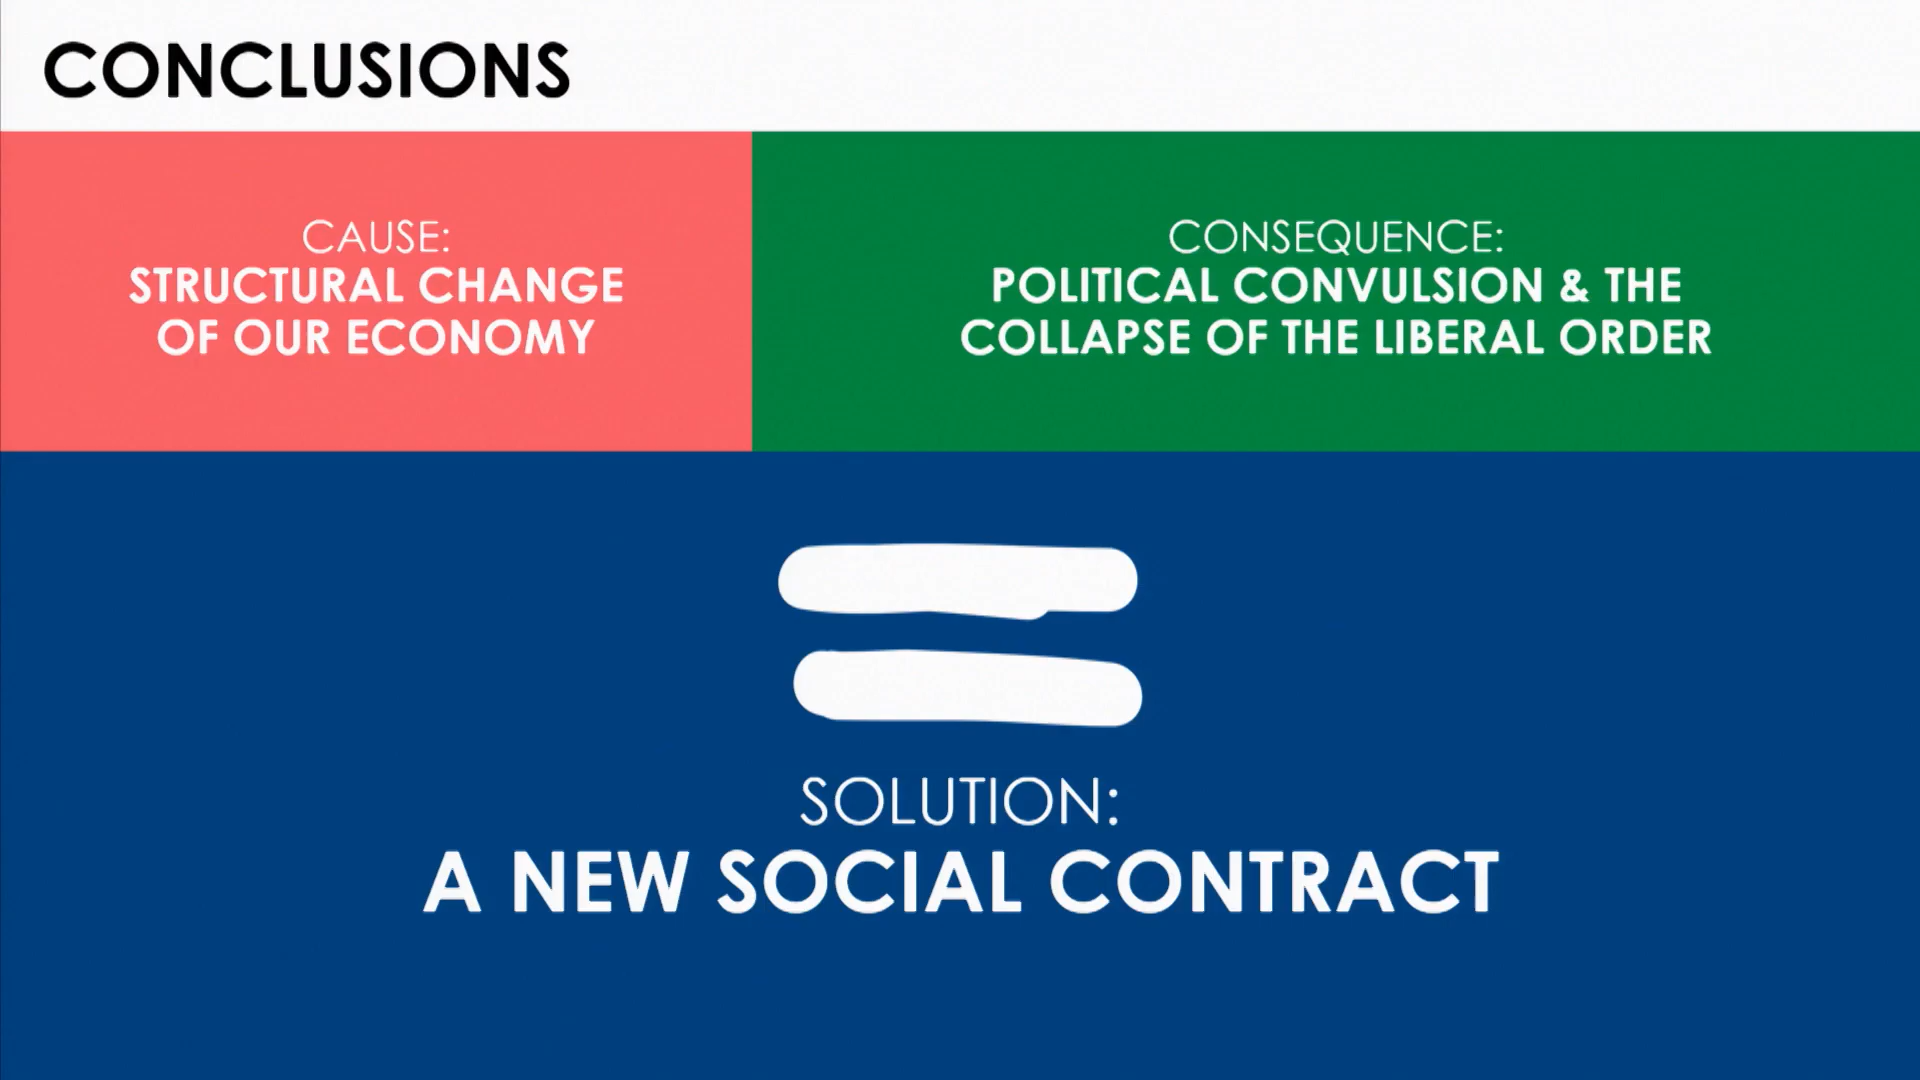 CONCLUSIONS
CAUSE:
STRUCTURAL CHANGE
OF OUR ECONOMY
CONSEQUENCE:
POLITICAL CONVULSION & THE
COLLAPSE OF THE LIBERAL ORDER
SOLUTION:
A NEW SOCIAL CONTRACT